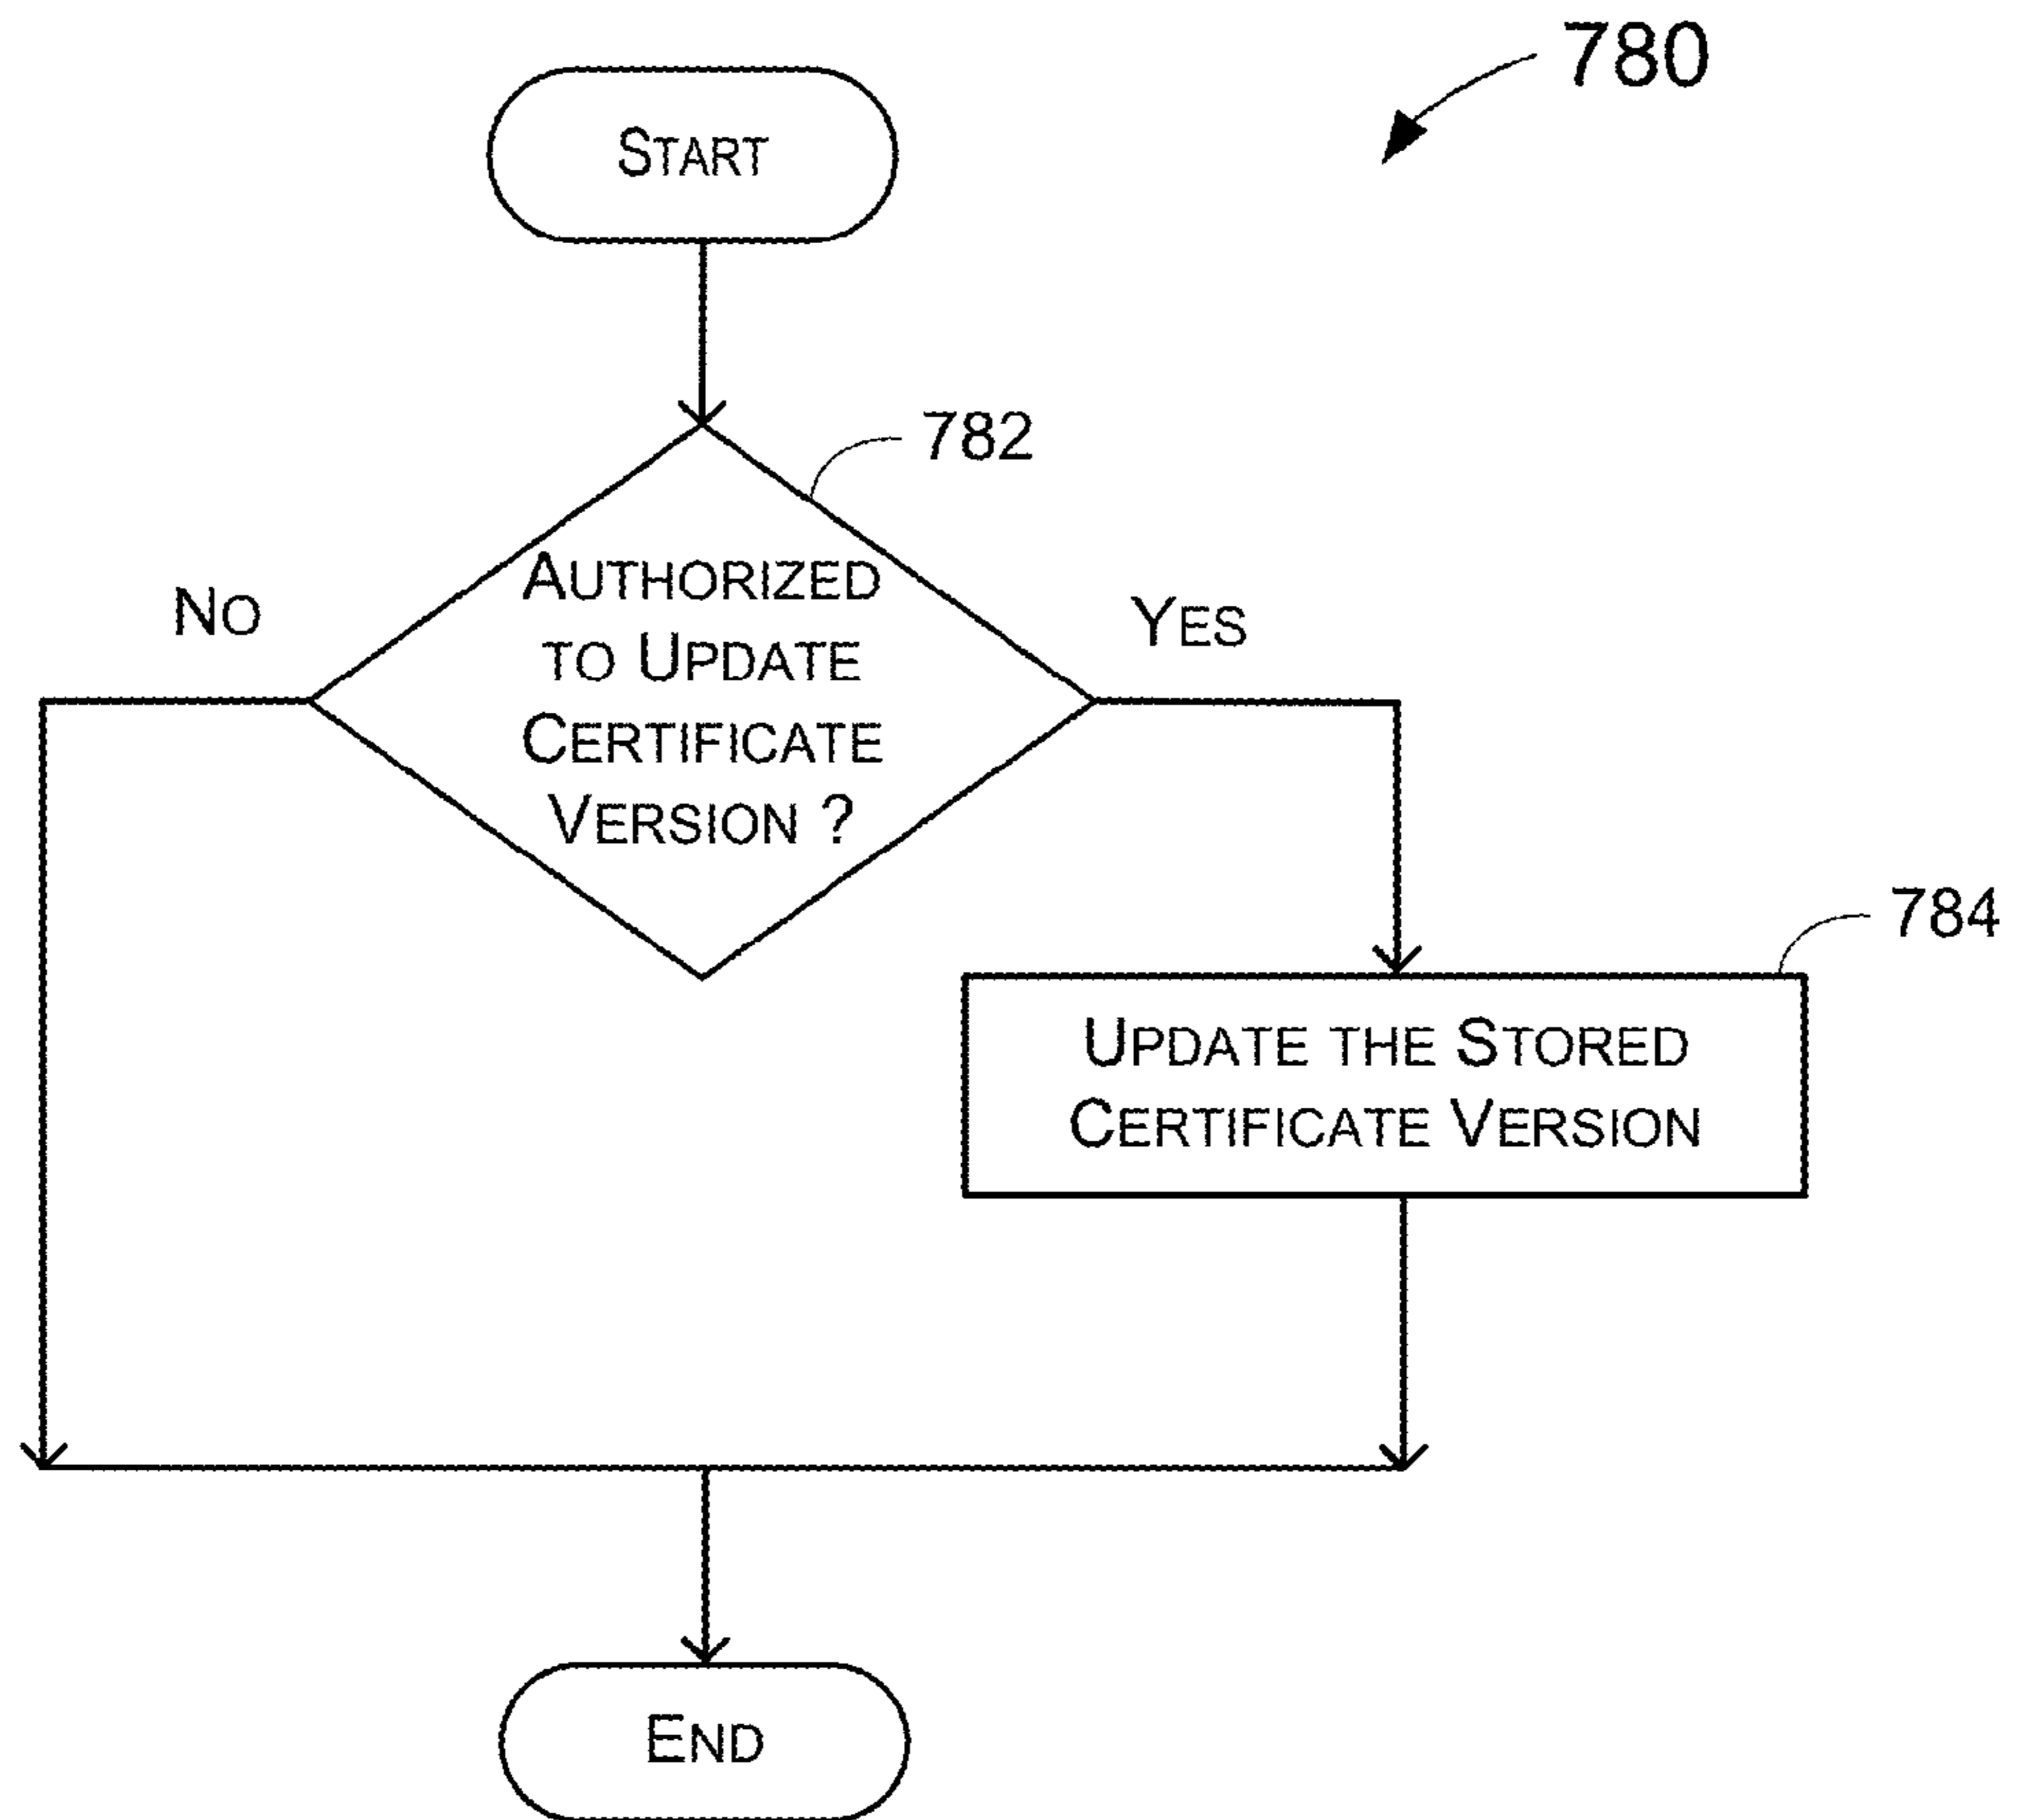 780
START
782
AUTHORIZED
TO UPDATE
CERTIFICATE
VERSION ?
NO
YES
784
UPDATE THE STORED
CERTIFICATE VERSION
END